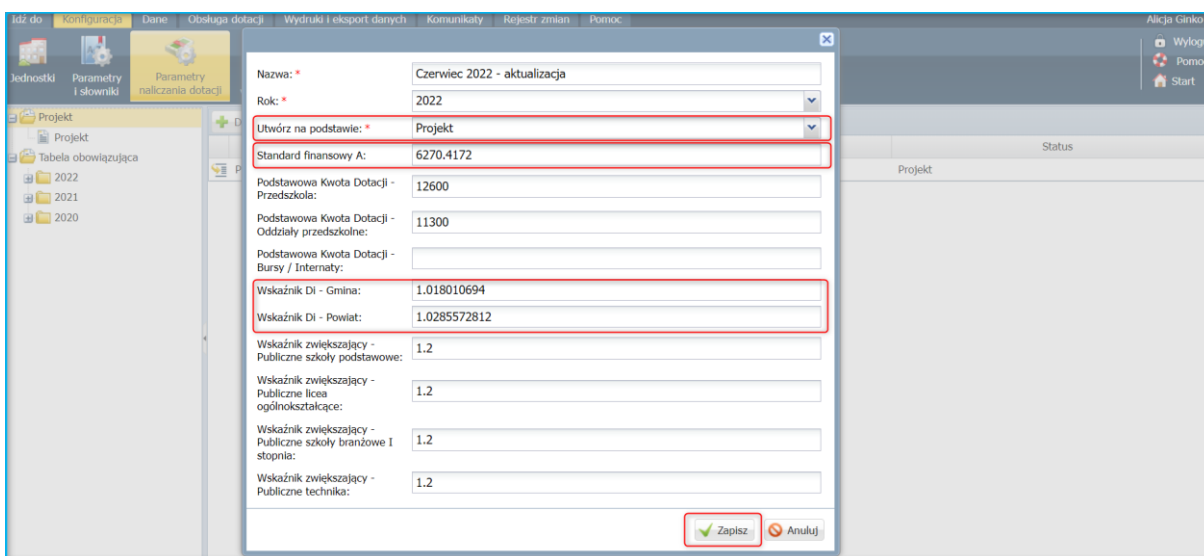 Idź do Konfiguracja Dane Obsługa dotacji Wydruki i eksport danych Komunikaty Rejestr zmian Pomoc Alicja Ginko
Wylog
Pomo
Start
Jednostki
Parametry
i słowniki
Parametry
naliczania dotacji
Projekt
Projekt
Tabela obowiązująca
2022
2021
2020
D
P
Nazwa: * Czerwiec 2022 - aktualizacja
Rok: * 2022
Utwórz na podstawie: * Projekt
Standard finansowy A: 6270.4172
Podstawowa Kwota Dotacji -
Przedszkola: 12600
Podstawowa Kwota Dotacji -
Oddziały przedszkolne: 11300
Podstawowa Kwota Dotacji -
Bursy / Internaty:
Wskaźnik Di - Gmina: 1.018010694
Wskaźnik Di - Powiat: 1.0285572812
Wskaźnik zwiększający -
Publiczne szkoły podstawowe: 1.2
Wskaźnik zwiększający -
Publiczne licea
ogólnokształcące: 1.2
Wskaźnik zwiększający -
Publiczne szkoły branżowe I
stopnia: 1.2
Wskaźnik zwiększający -
Publiczne technika: 1.2
Zapisz Anuluj
Status
Projekt